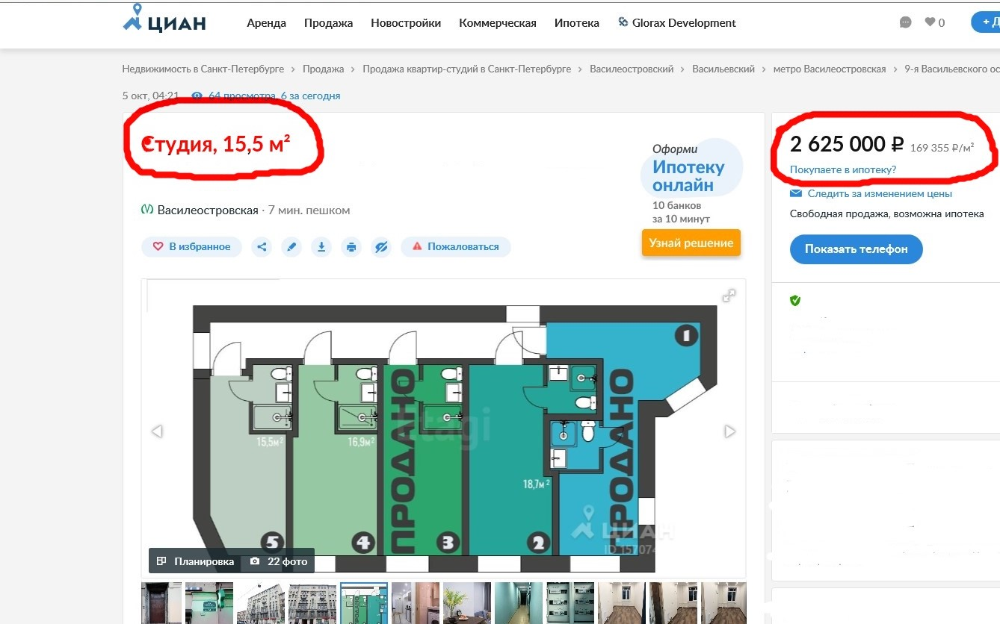 ЦИАН
Аренда Продажа Новостройки Коммерческая Ипотека Glorax Development 0
Недвижимость в Санкт-Петербурге › Продажа › Продажа квартир-студий в Санкт-Петербурге › Василеостровский › Васильевский › метро Василеостровская › 9-я Васильевского ос
5 окт, 04:21 64 просмотра, 6 за сегодня
Студия, 15,5 м²
2 625 000 ₽ 169 355 ₽/м²
Покупаете в ипотеку?
Следить за изменением цены
Свободная продажа, возможна ипотека
Показать телефон
Оформи
Ипотеку
онлайн
10 банков
за 10 минут
Узнай решение
Василеостровская · 7 мин. пешком
В избранное
Пожаловаться
1
ПРОДАНО
ПРОДАНО
Etagi
15,5м²
16,9м²
18,7м²
5
4
3
2
ЦИАН
ID 157074
Планировка 22 фото